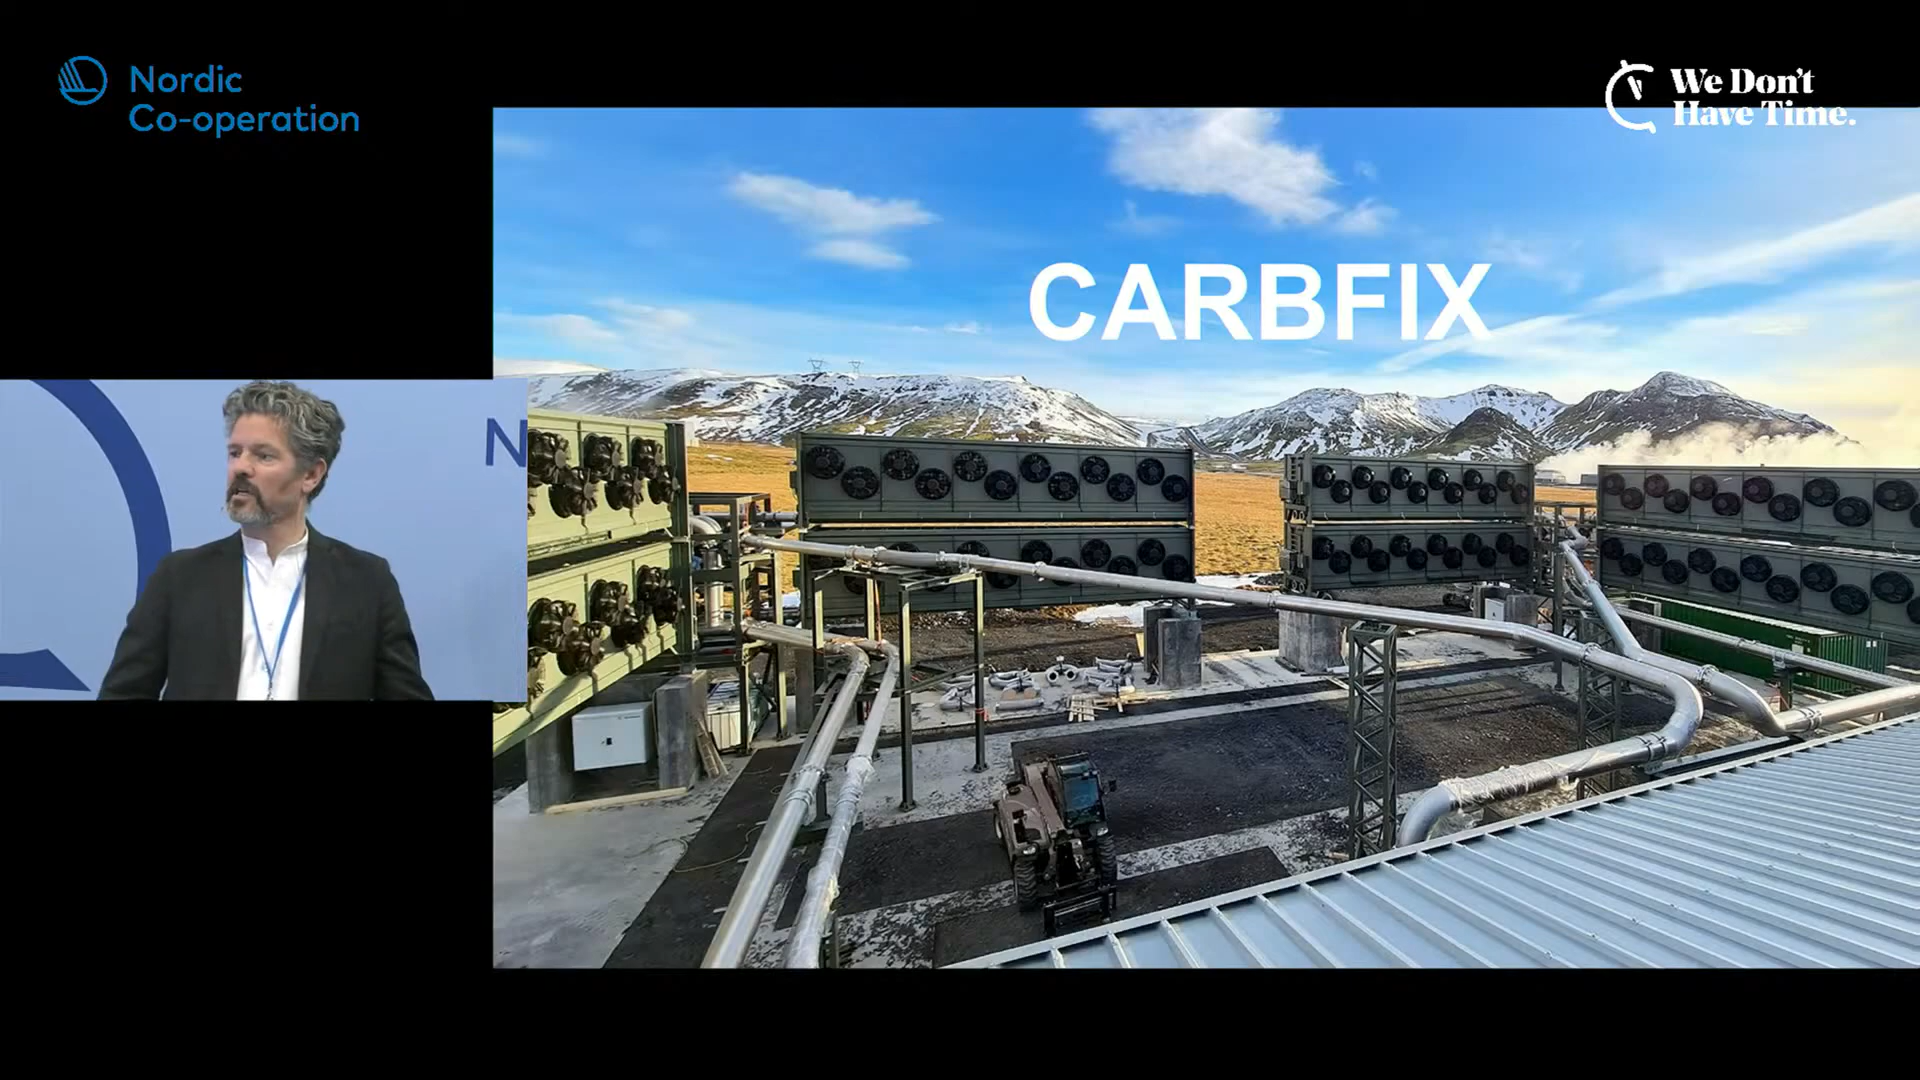 Nordic
Co-operation
We Don't
Have Time.
CARBFIX
N